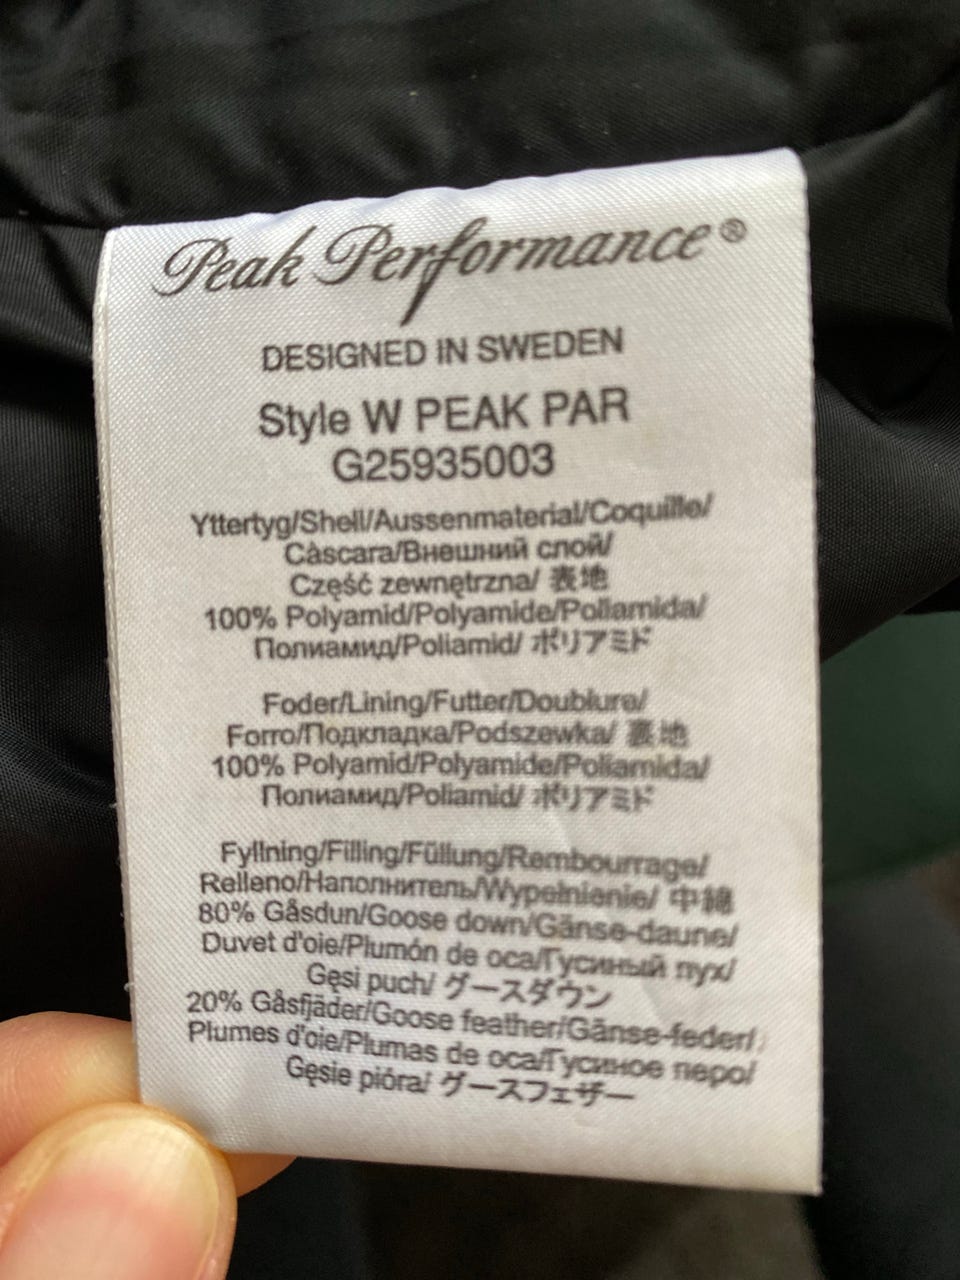 Peak Performance®
DESIGNED IN SWEDEN
Style W PEAK PAR
G25935003
Yttertyg/Shell/Aussenmaterial/Coquille/
Càscara/Внешний слой/
Część zewnętrzna/ 表地
100% Polyamid/Polyamide/Poliamida/
Полиамид/Poliamid/ ポリアミド
Foder/Lining/Futter/Doublure/
Forro/Подкладка/Podszewka/ 裏地
100% Polyamid/Polyamide/Poliamida/
Полиамид/Poliamid/ ポリアミド
Fyllning/Filling/Füllung/Rembourrage/
Relleno/Наполнитель/Wypełnienie/ 中綿
80% Gåsdun/Goose down/Gänse-daune/
Duvet d'oie/Plumón de oca/Гусиный пух/
Gęsi puch/ グースダウン
20% Gåsfjäder/Goose feather/Gänse-feder/
Plumes d'oie/Plumas de oca/Гусиное перо/
Gęsie pióra/ グースフェザー